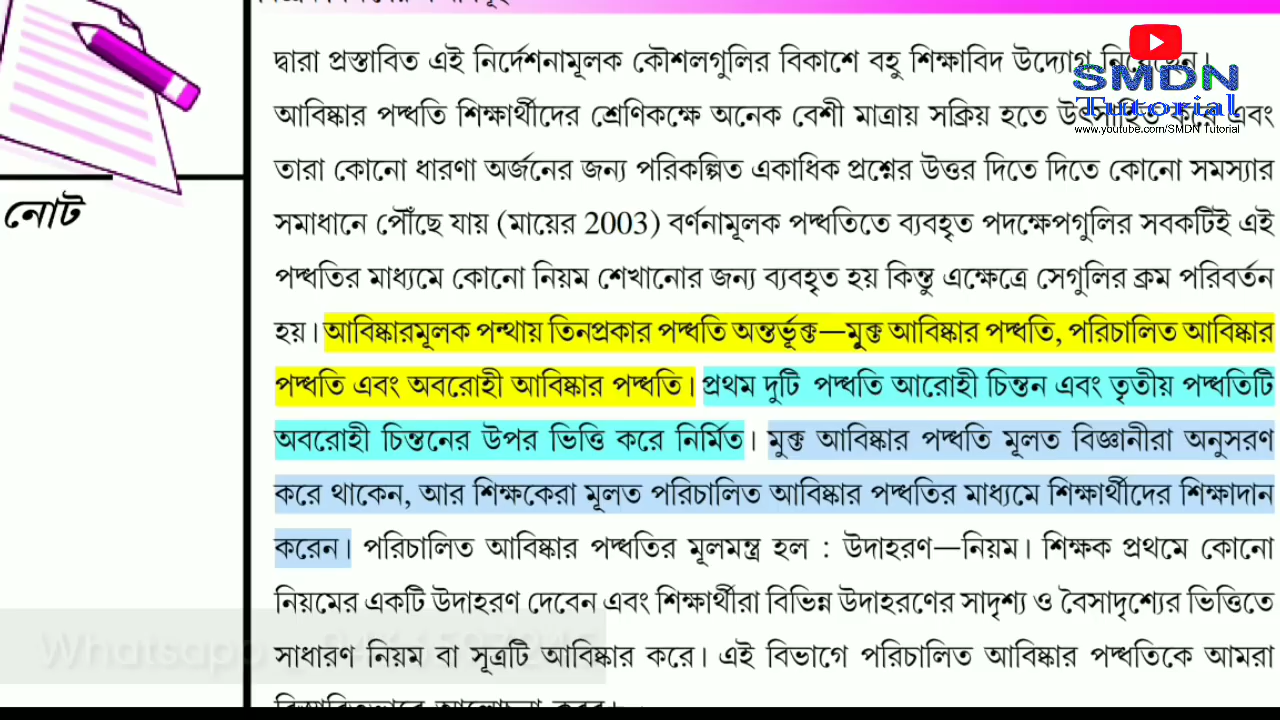 দ্বারা প্রস্তাবিত এই নির্দেশনামূলক কৌশলগুলির বিকাশে বহু শিক্ষাবিদ উদ্যোগ
SMDN
আবিষ্কার পদ্ধতি শিক্ষার্থীদের শ্রেণিকক্ষে অনেক বেশী মাত্রায় সক্রিয় হতে উৎসাহিত করে এবং
Tutorial
www.youtube.com/SMDN Tutorial
তারা কোনো ধারণা অর্জনের জন্য পরিকল্পিত একাধিক প্রশ্নের উত্তর দিতে দিতে কোনো সমস্যার
নোট
সমাধানে পৌঁছে যায় (মায়ের 2003) বর্ণনামূলক পদ্ধতিতে ব্যবহৃত পদক্ষেপগুলির সবকটিই এই
পদ্ধতির মাধ্যমে কোনো নিয়ম শেখানোর জন্য ব্যবহৃত হয় কিন্তু এক্ষেত্রে সেগুলির ক্রম পরিবর্তন
হয়। আবিষ্কারমূলক পন্থায় তিনপ্রকার পদ্ধতি অন্তর্ভূক্ত—মুক্ত আবিষ্কার পদ্ধতি, পরিচালিত আবিষ্কার
পদ্ধতি এবং অবরোহী আবিষ্কার পদ্ধতি। প্রথম দুটি পদ্ধতি আরোহী চিন্তন এবং তৃতীয় পদ্ধতিটি
অবরোহী চিন্তনের উপর ভিত্তি করে নির্মিত। মুক্ত আবিষ্কার পদ্ধতি মূলত বিজ্ঞানীরা অনুসরণ
করে থাকেন, আর শিক্ষকেরা মূলত পরিচালিত আবিষ্কার পদ্ধতির মাধ্যমে শিক্ষার্থীদের শিক্ষাদান
করেন। পরিচালিত আবিষ্কার পদ্ধতির মূলমন্ত্র হল : উদাহরণ—নিয়ম। শিক্ষক প্রথমে কোনো
নিয়মের একটি উদাহরণ দেবেন এবং শিক্ষার্থীরা বিভিন্ন উদাহরণের সাদৃশ্য ও বৈসাদৃশ্যের ভিত্তিতে
Whatsapp
সাধারণ নিয়ম বা সূত্রটি আবিষ্কার করে। এই বিভাগে পরিচালিত আবিষ্কার পদ্ধতিকে আমরা